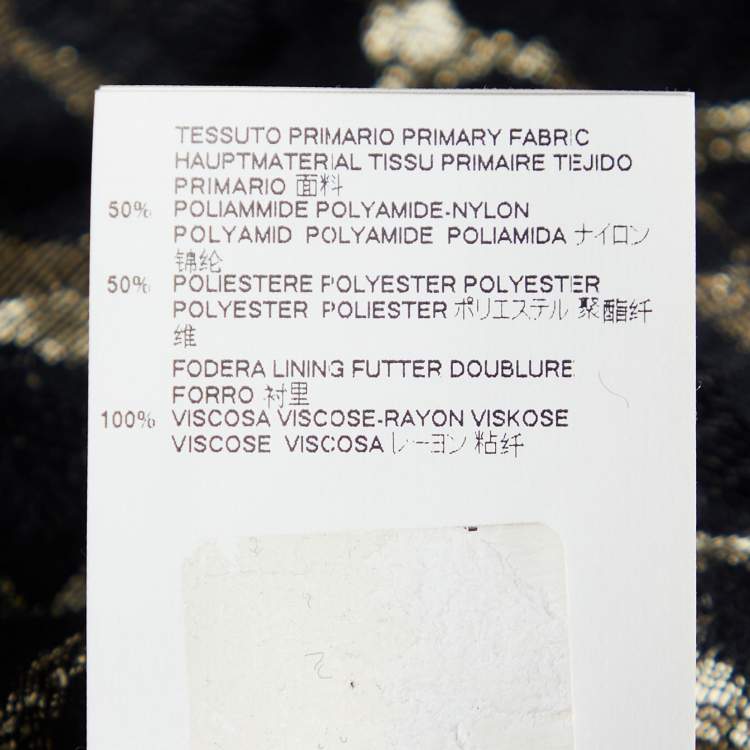 TESSUTO PRIMARIO PRIMARY FABRIC
HAUPTMATERIAL TISSU PRIMAIRE TEJIDO
PRIMARIO 面料
50% POLIAMMIDE POLYAMIDE-NYLON
POLYAMID POLYAMIDE POLIAMIDA ナイロン
锦纶
50% POLIESTERE POLYESTER POLYESTER
POLYESTER POLIESTER ポリエステル 聚酯纤
维
FODERA LINING FUTTER DOUBLURE
FORRO 衬里
100% VISCOSA VISCOSE-RAYON VISKOSE
VISCOSE VISCOSA レーヨン 粘纤